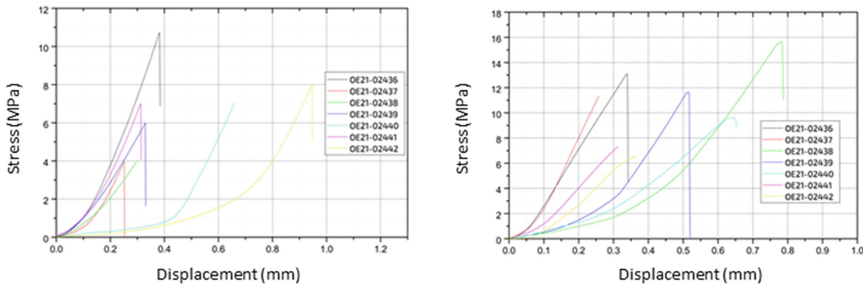 12
10
8
6
4
2
0
0.0 0.2 0.4 0.6 0.8 1.0 1.2
Stress (MPa)
Displacement (mm)
OE21-02436
OE21-02437
OE21-02438
OE21-02439
OE21-02440
OE21-02441
OE21-02442
18
16
14
12
10
8
6
4
2
0
0.0 0.1 0.2 0.3 0.4 0.5 0.6 0.7 0.8 0.9 1.0
Stress (MPa)
Displacement (mm)
OE21-02436
OE21-02437
OE21-02438
OE21-02439
OE21-02440
OE21-02441
OE21-02442